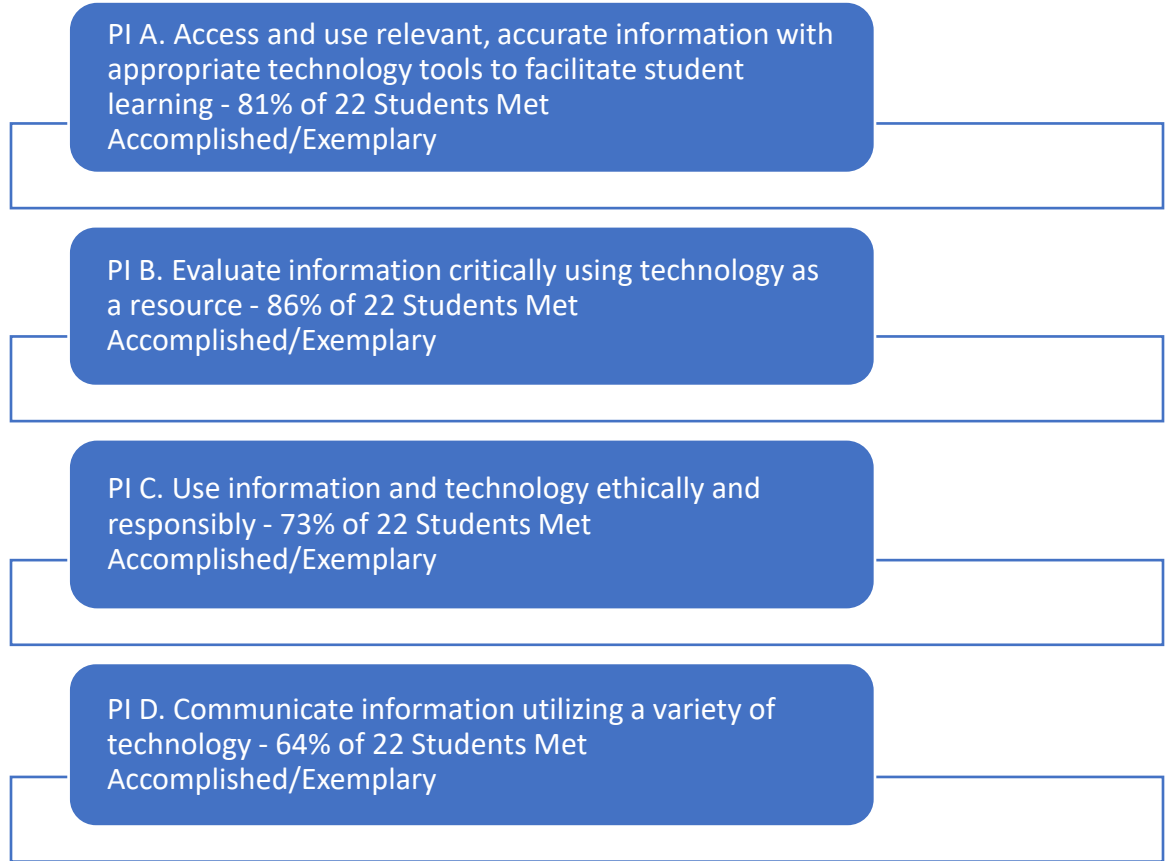 PI A. Access and use relevant, accurate information with
appropriate technology tools to facilitate student
learning - 81% of 22 Students Met
Accomplished/Exemplary
PI B. Evaluate information critically using technology as
a resource - 86% of 22 Students Met
Accomplished/Exemplary
PI C. Use information and technology ethically and
responsibly - 73% of 22 Students Met
Accomplished/Exemplary
PI D. Communicate information utilizing a variety of
technology - 64% of 22 Students Met
Accomplished/Exemplary